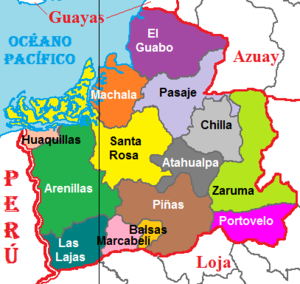 Guayas
OCÉANO
PACÍFICO
El
Guabo
Azuay
Machala
Pasaje
Chilla
Huaquillas
Santa
Rosa
Atahualpa
Arenillas
Zaruma
Piñas
PERÚ
Portovelo
Las
Lajas
Marcabelí
Balsas
Loja